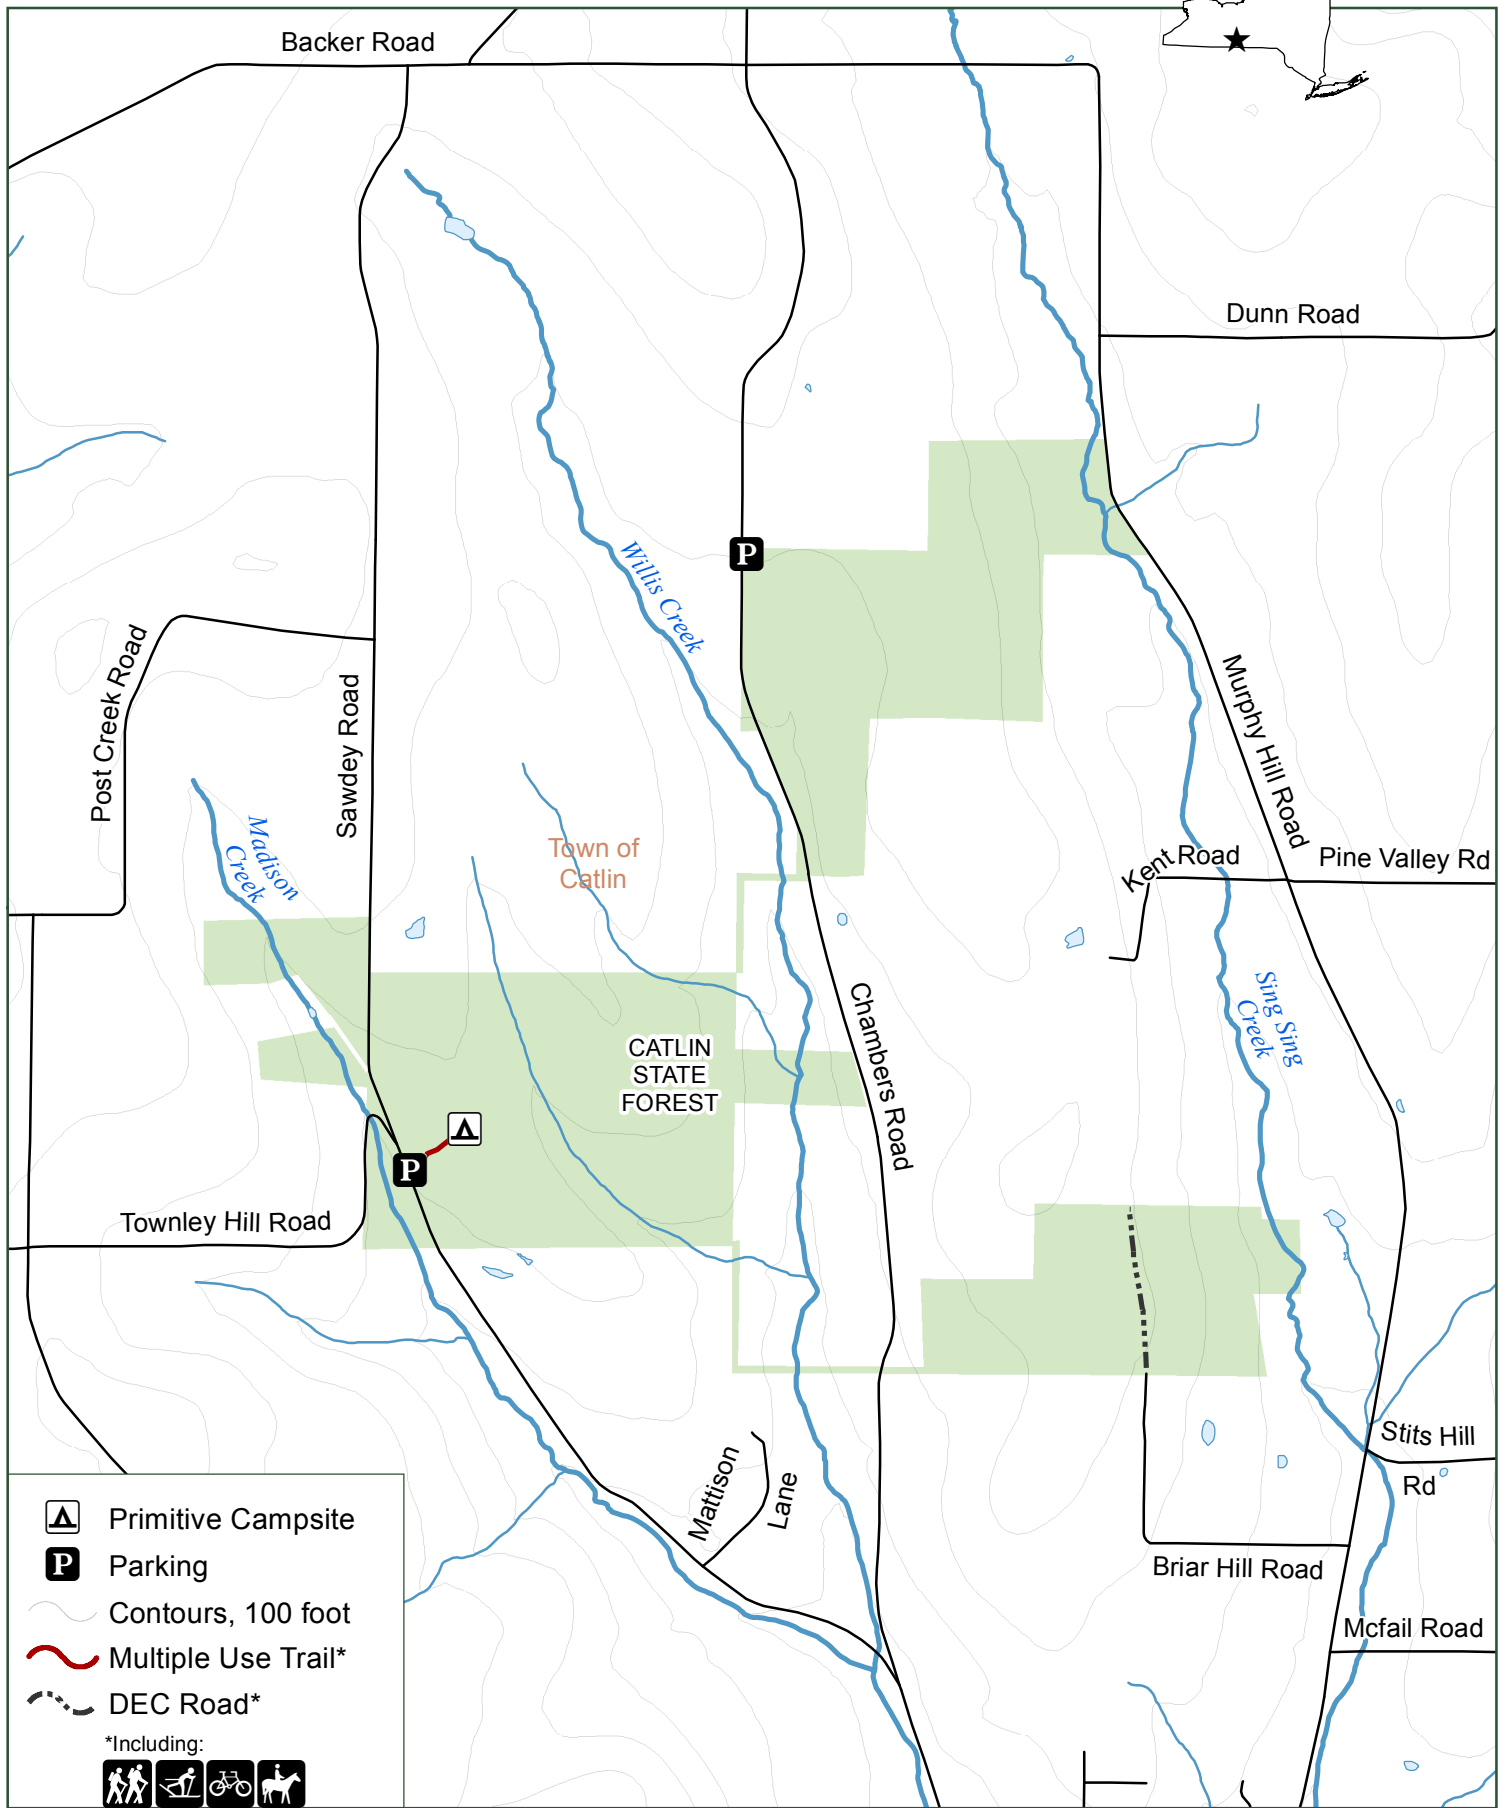 Backer Road
Dunn Road
P
Willis Creek
Post Creek Road
Sawdey Road
Murphy Hill Road
Madison
Creek
Town of
Catlin
Kent Road
Pine Valley Rd
Sing Sing
Creek
Chambers Road
CATLIN
STATE
FOREST
P
Townley Hill Road
Mattison
Lane
Stits Hill
Rd
Briar Hill Road
Mcfail Road
Primitive Campsite
P Parking
Contours, 100 foot
Multiple Use Trail*
DEC Road*
*Including: